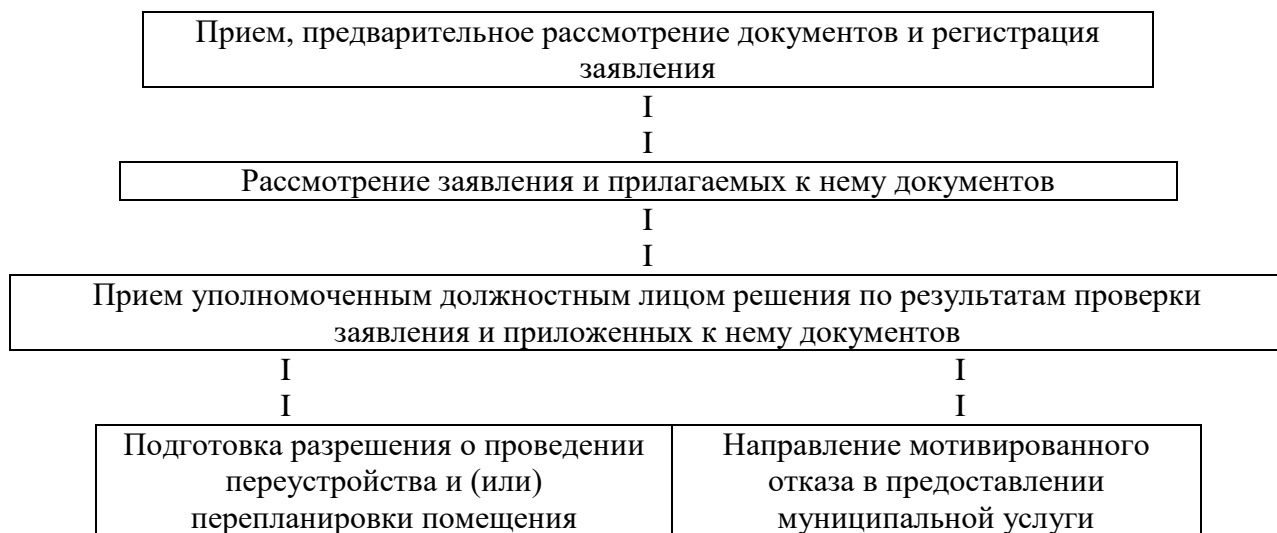 Прием, предварительное рассмотрение документов и регистрация
заявления
I
I
Рассмотрение заявления и прилагаемых к нему документов
I
I
Прием уполномоченным должностным лицом решения по результатам проверки
заявления и приложенных к нему документов
I I
I I
Подготовка разрешения о проведении
переустройства и (или)
перепланировки помещения
Направление мотивированного
отказа в предоставлении
муниципальной услуги